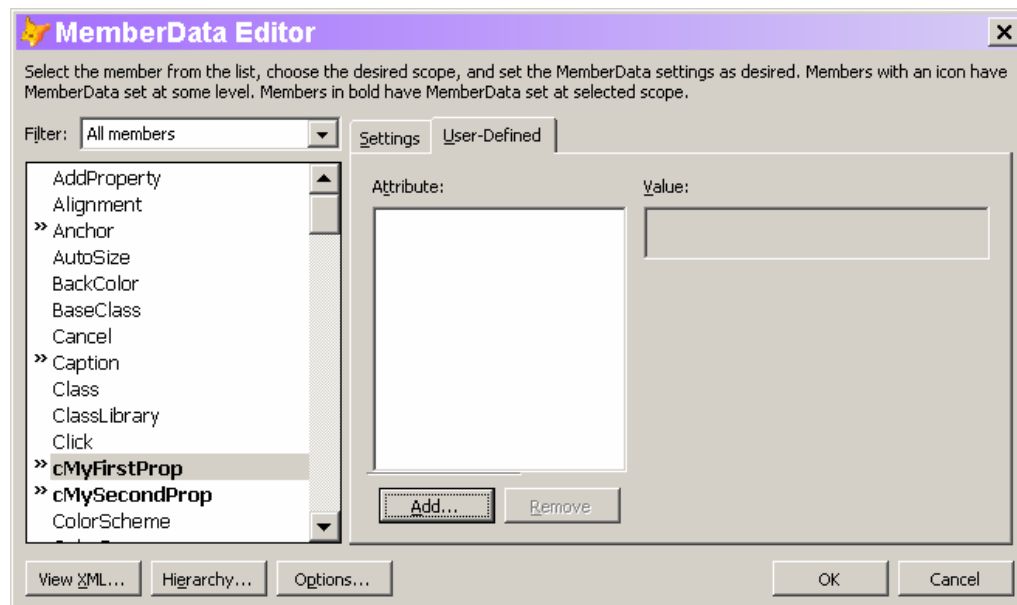 MemberData Editor
Select the member from the list, choose the desired scope, and set the MemberData settings as desired. Members with an icon have
MemberData set at some level. Members in bold have MemberData set at selected scope.
Filter: All members
Settings User-Defined
AddProperty
Alignment
» Anchor
AutoSize
BackColor
BaseClass
Cancel
» Caption
Class
ClassLibrary
Click
» cMyFirstProp
» cMySecondProp
ColorScheme
Attribute:
Value:
Add... Remove
View XML... Hierarchy... Options... OK Cancel